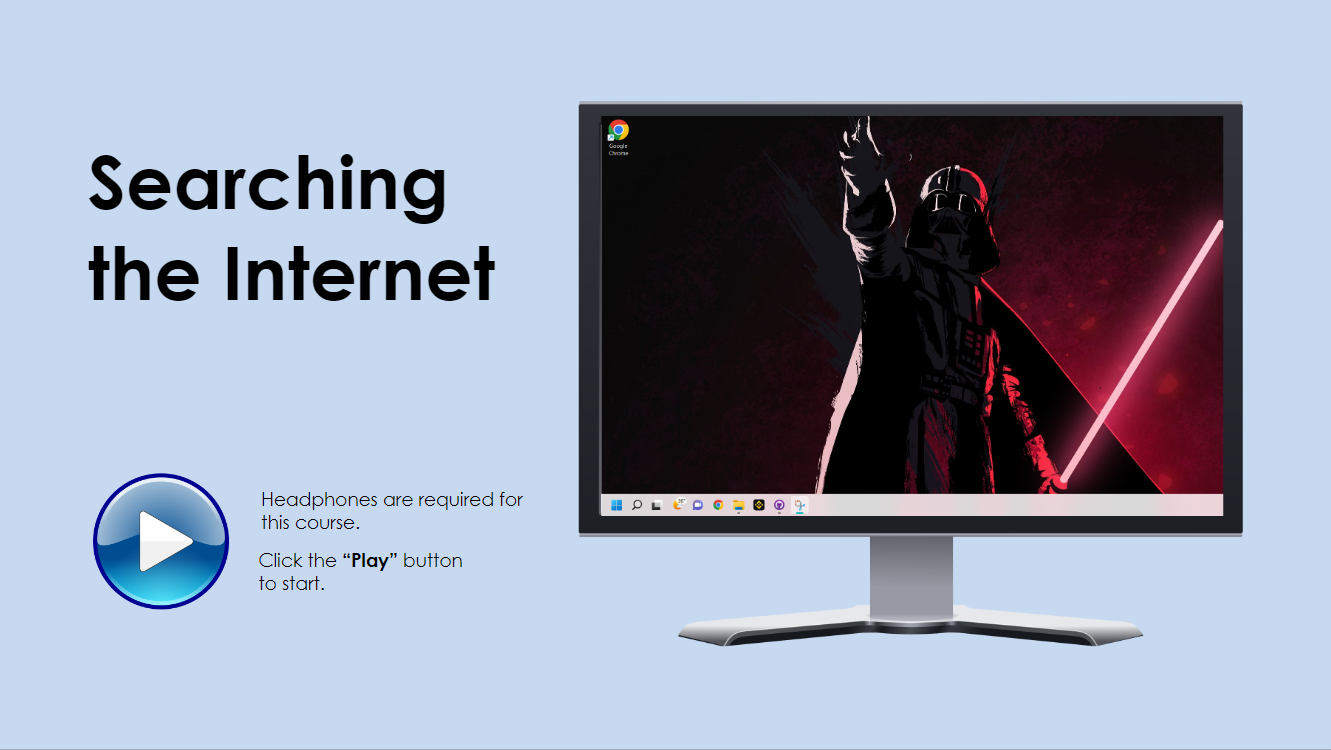 Searching
the Internet
Google
Chrome
Headphones are required for
this course.
Click the “Play” button
to start.